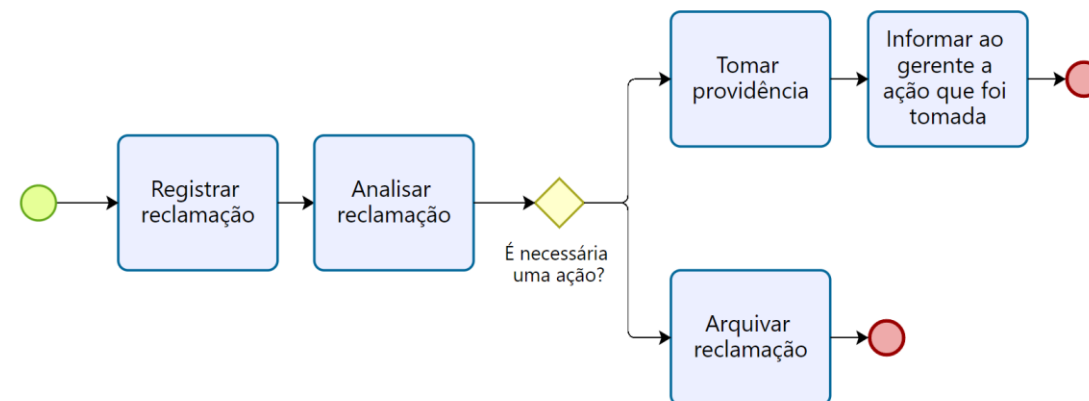 Registrar
reclamação
Analisar
reclamação
É necessária
uma ação?
Tomar
providência
Informar ao
gerente a
ação que foi
tomada
Arquivar
reclamação